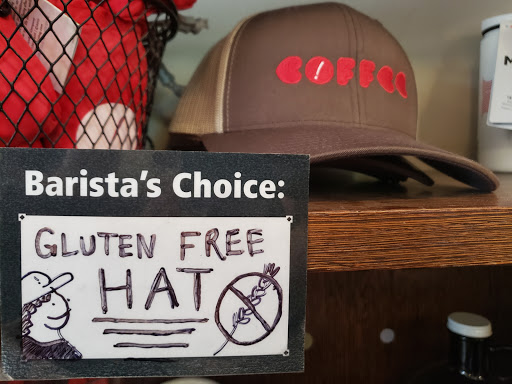 COFFEE
Barista's Choice:
GLUTEN FREE
HAT